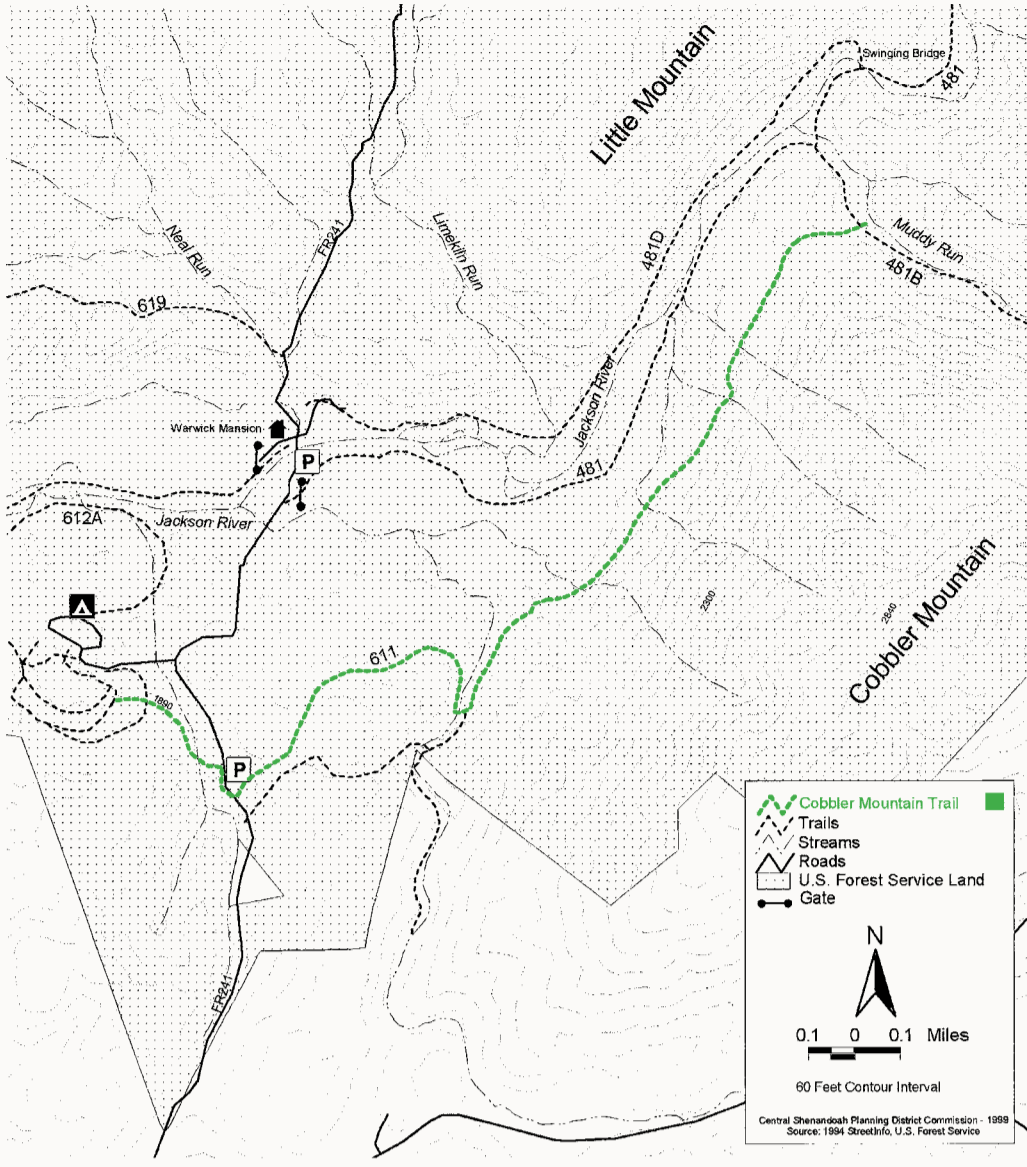 Little Mountain
Swinging Bridge
481
Neal Run
FR241
Limekiln Run
481D
Muddy Run
481B
619
Jackson River
Warwick Mansion
P
481
612A
Jackson River
2300
2840
Cobbler Mountain
611
1890
P
FR241
Cobbler Mountain Trail
Trails
Streams
Roads
U.S. Forest Service Land
Gate
N
0.1 0 0.1 Miles
60 Feet Contour Interval
Central Shenandoah Planning District Commission - 1999
Source: 1994 StreetInfo, U.S. Forest Service